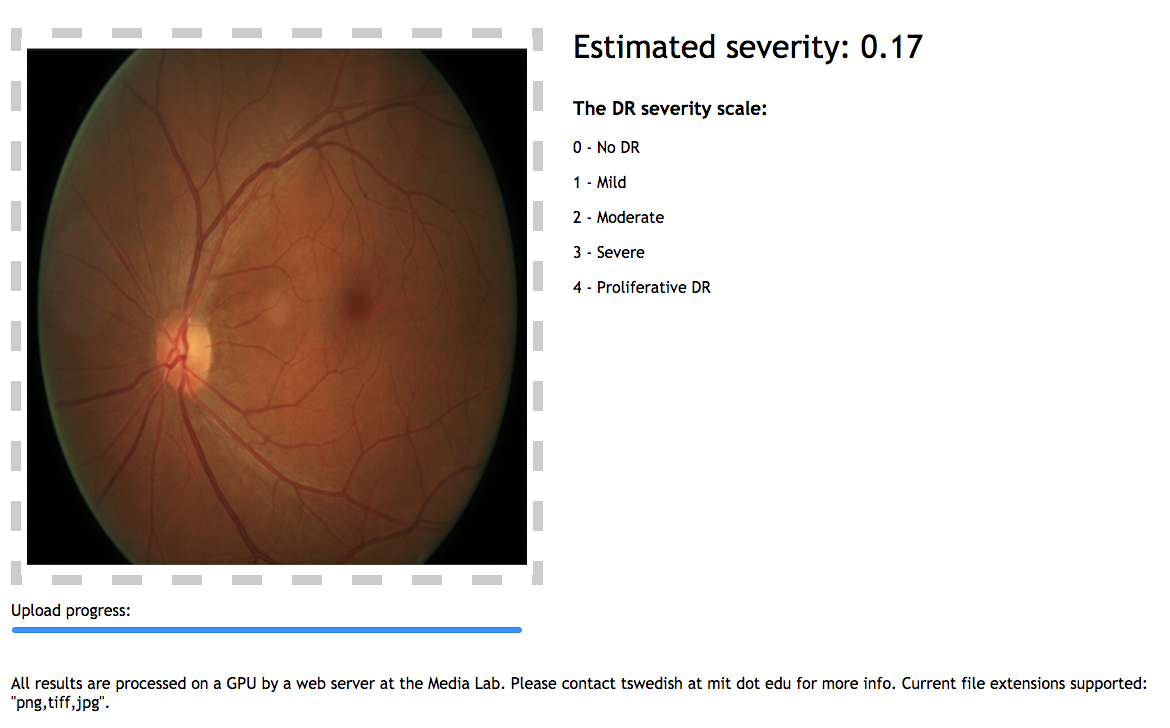 Estimated severity: 0.17
The DR severity scale:
0 - No DR
1 - Mild
2 - Moderate
3 - Severe
4 - Proliferative DR
Upload progress:
All results are processed on a GPU by a web server at the Media Lab. Please contact tswedish at mit dot edu for more info. Current file extensions supported:
"png,tiff,jpg".